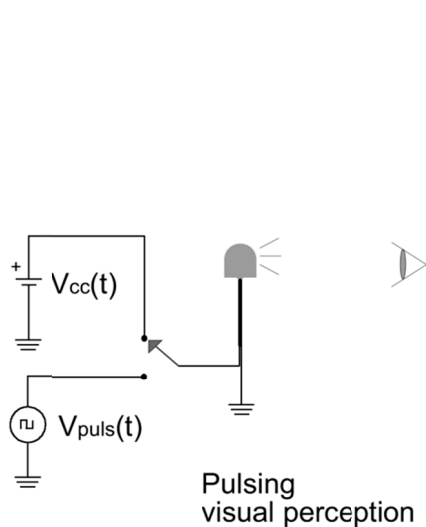 +
Vcc(t)
Vpuls(t)
Pulsing
visual perception